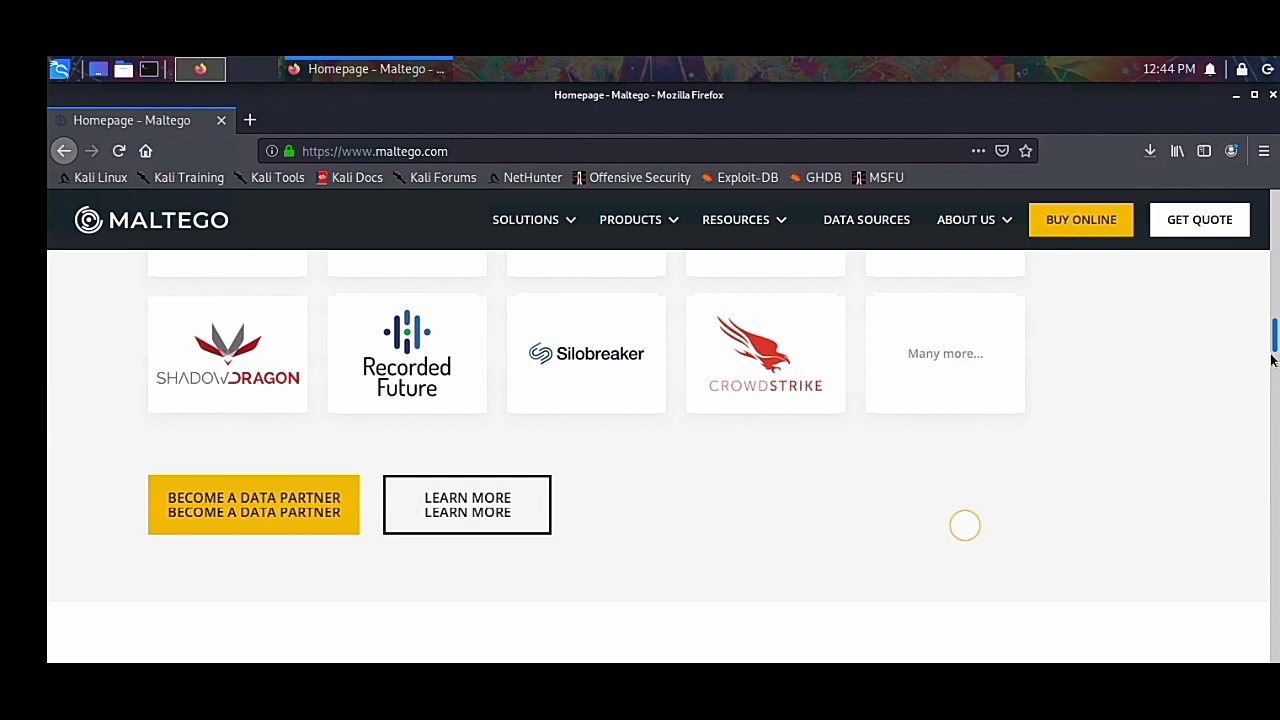 Homepage - Maltego - ...
12:44 PM
Homepage - Maltego - Mozilla Firefox
Homepage - Maltego
https://www.maltego.com
Kali Linux Kali Training Kali Tools Kali Docs Kali Forums NetHunter Offensive Security Exploit-DB GHDB MSFU
MALTEGO SOLUTIONS PRODUCTS RESOURCES DATA SOURCES ABOUT US BUY ONLINE GET QUOTE
SHADOWDRAGON
Recorded
Future
Silobreaker
CROWDSTRIKE
Many more...
BECOME A DATA PARTNER
BECOME A DATA PARTNER
LEARN MORE
LEARN MORE